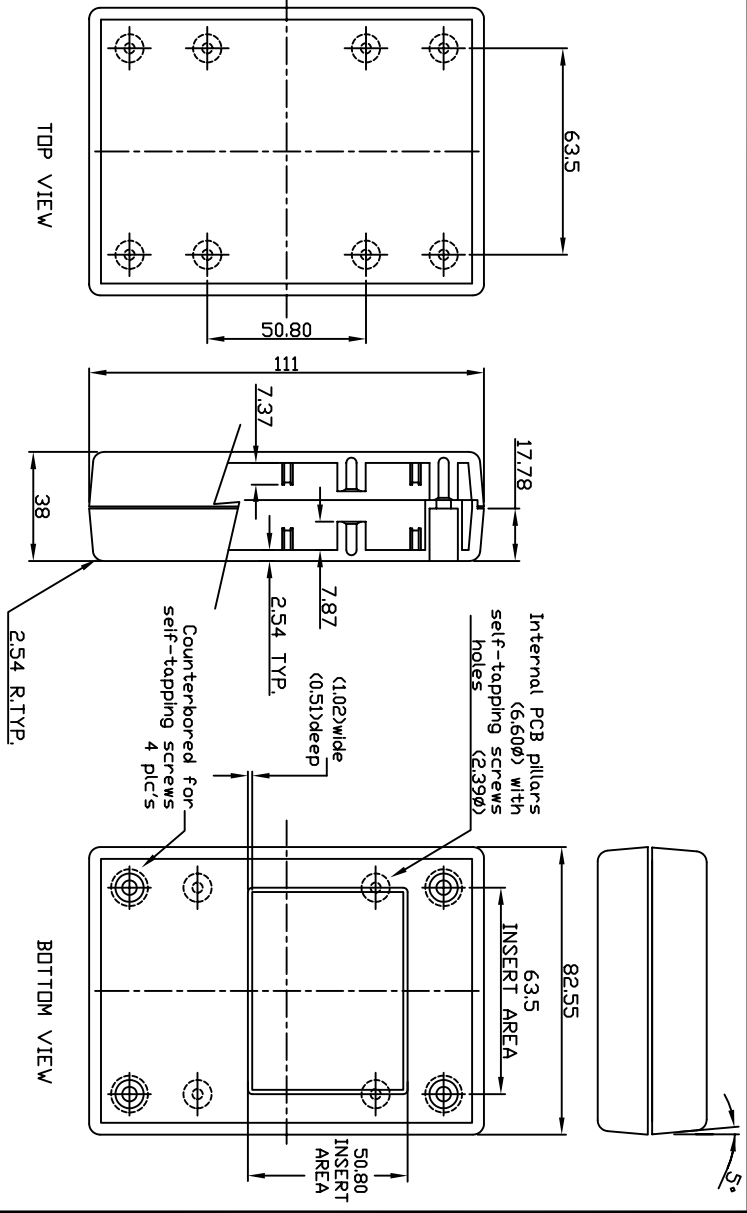 63.5
TOP VIEW
50.80
111
7.37
17.78
38
7.87
2.54 TYP.
2.54 R.TYP.
Internal PCB pillars
(6.60ø) with
self-tapping screws
holes (2.39ø)
(1.02)wide
(0.51)deep
Counterbored for
self-tapping screws
4 plc's
82.55
63.5
INSERT AREA
50.80
INSERT
AREA
BOTTOM VIEW
5°